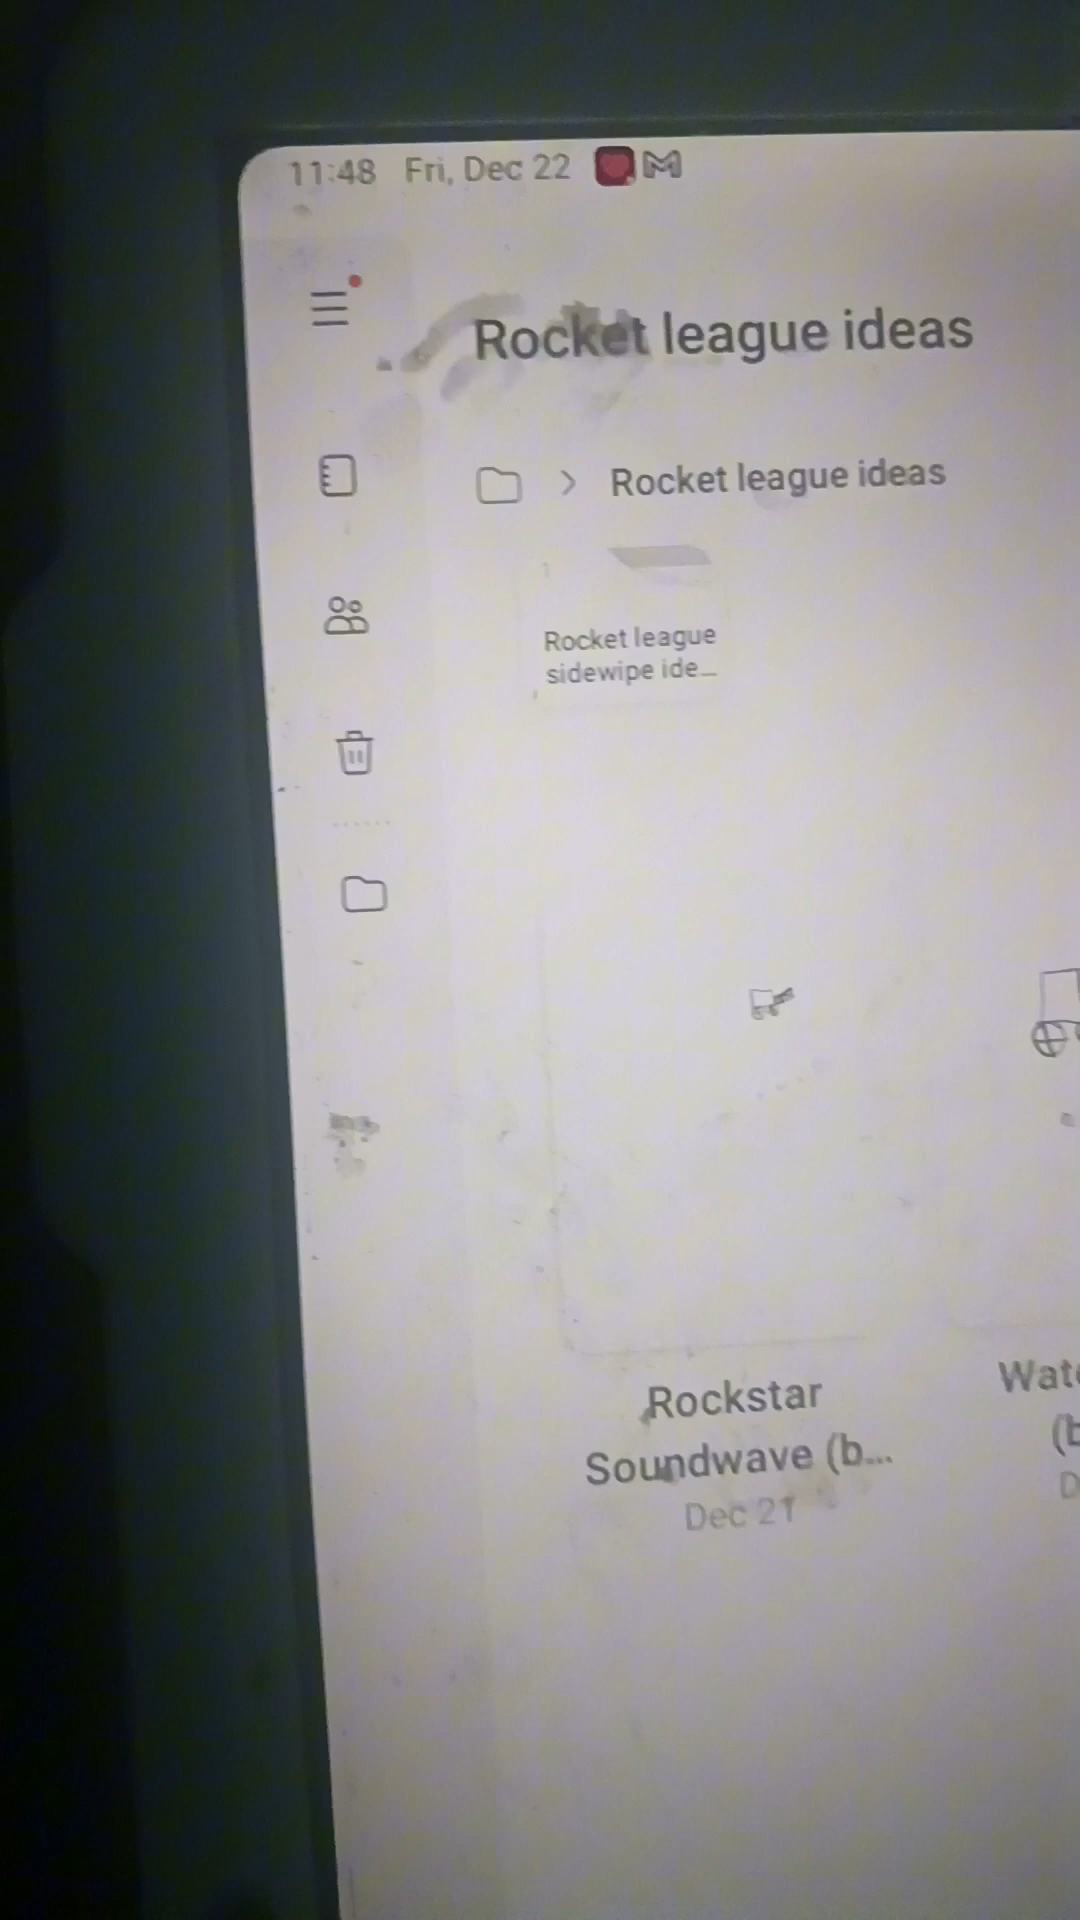 11:48 Fri, Dec 22
Rocket league ideas
Rocket league ideas
1
Rocket league
sidewipe ide...
Rockstar
Soundwave (b...
Dec 21